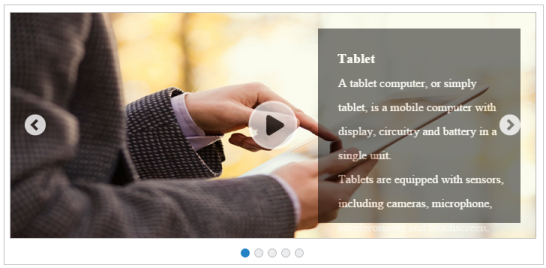 Tablet
A tablet computer, or simply
tablet, is a mobile computer with
display, circuitry and battery in a
single unit.
Tablets are equipped with sensors,
including cameras, microphone,